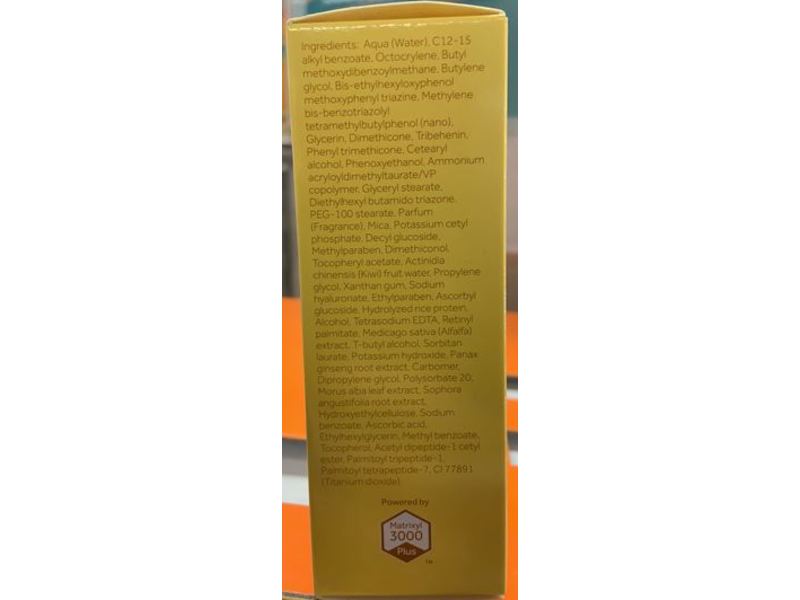 Ingredients: Aqua (Water), C12-15
alkyl benzoate, Octocrylene, Butyl
methoxydibenzoylmethane, Butylene
glycol, Bis-ethylhexyloxyphenol
methoxyphenyl triazine, Methylene
bis-benzotriazolyl
tetramethylbutylphenol (nano),
Glycerin, Dimethicone, Tribehenin,
Phenyl trimethicone, Cetearyl
alcohol, Phenoxyethanol, Ammonium
acryloyldimethyltaurate/VP
copolymer, Glyceryl stearate,
Diethylhexyl butamido triazone,
PEG-100 stearate, Parfum
(Fragrance), Mica, Potassium cetyl
phosphate, Decyl glucoside,
Methylparaben, Dimethiconol,
Tocopheryl acetate, Actinidia
chinensis (Kiwi) fruit water, Propylene
glycol, Xanthan gum, Sodium
hyaluronate, Ethylparaben, Ascorbyl
glucoside, Hydrolyzed rice protein,
Alcohol, Tetrasodium EDTA, Retinyl
palmitate, Medicago sativa (Alfalfa)
extract, T-butyl alcohol, Sorbitan
laurate, Potassium hydroxide, Panax
ginseng root extract, Carbomer,
Dipropylene glycol, Polysorbate 20,
Morus alba leaf extract, Sophora
angustifolia root extract,
Hydroxyethylcellulose, Sodium
benzoate, Ascorbic acid,
Ethylhexylglycerin, Methyl benzoate,
Tocopherol, Acetyl dipeptide-1 cetyl
ester, Palmitoyl tripeptide-1,
Palmitoyl tetrapeptide-7, CI 77891
(Titanium dioxide).
Powered by
Matrixyl
3000
Plus
™